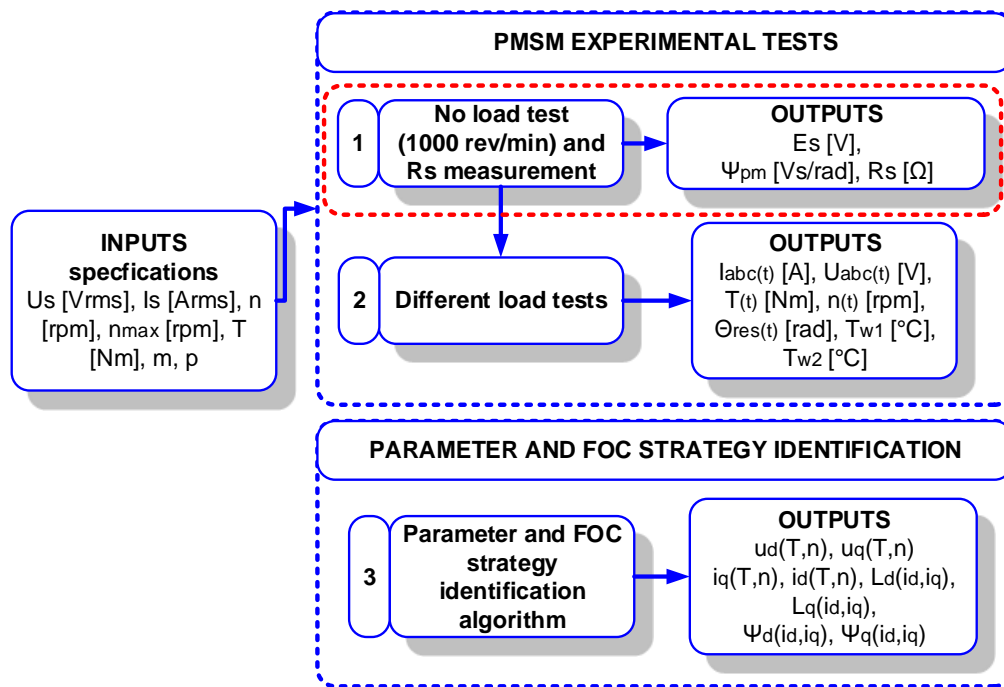 PMSM EXPERIMENTAL TESTS
1
No load test
(1000 rev/min) and
Rs measurement
OUTPUTS
Es [V],
Ψpm [Vs/rad], Rs [Ω]
INPUTS
specfications
Us [Vrms], Is [Arms], n
[rpm], nmax [rpm], T
[Nm], m, p
2
Different load tests
OUTPUTS
Iabc(t) [A], Uabc(t) [V],
T(t) [Nm], n(t) [rpm],
Θres(t) [rad], Tw1 [°C],
Tw2 [°C]
PARAMETER AND FOC STRATEGY IDENTIFICATION
3
Parameter and FOC
strategy
identification
algorithm
OUTPUTS
ud(T,n), uq(T,n)
iq(T,n), id(T,n), Ld(id,iq),
Lq(id,iq),
Ψd(id,iq), Ψq(id,iq)